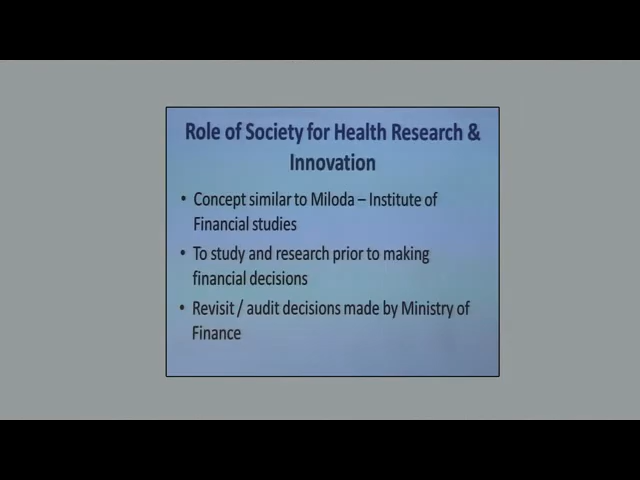 Role of Society for Health Research &
Innovation
• Concept similar to Miloda – Institute of
Financial studies
• To study and research prior to making
financial decisions
• Revisit / audit decisions made by Ministry of
Finance